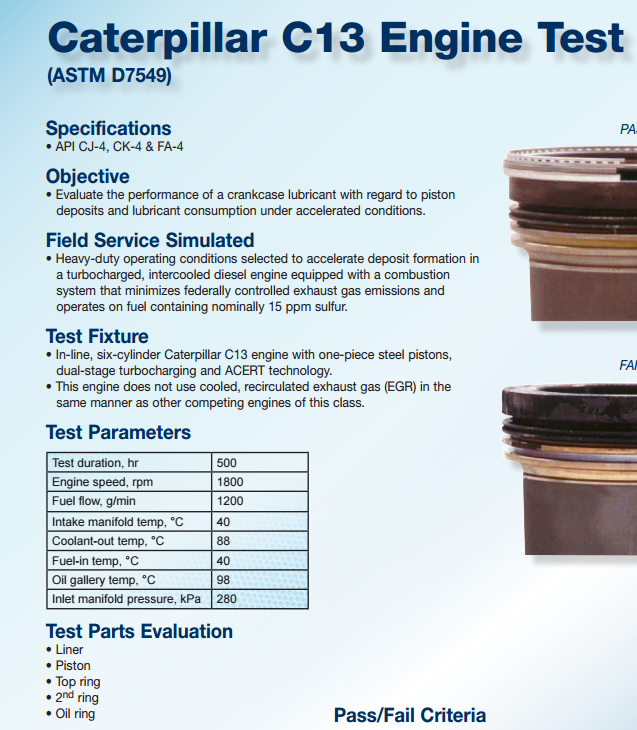 Caterpillar C13 Engine Test
(ASTM D7549)
Specifications
• API CJ-4, CK-4 & FA-4
PA
Objective
• Evaluate the performance of a crankcase lubricant with regard to piston
deposits and lubricant consumption under accelerated conditions.
Field Service Simulated
• Heavy-duty operating conditions selected to accelerate deposit formation in
a turbocharged, intercooled diesel engine equipped with a combustion
system that minimizes federally controlled exhaust gas emissions and
operates on fuel containing nominally 15 ppm sulfur.
Test Fixture
• In-line, six-cylinder Caterpillar C13 engine with one-piece steel pistons,
dual-stage turbocharging and ACERT technology.
FAI
• This engine does not use cooled, recirculated exhaust gas (EGR) in the
same manner as other competing engines of this class.
Test Parameters
Test duration, hr 500
Engine speed, rpm 1800
Fuel flow, g/min 1200
Intake manifold temp, °C 40
Coolant-out temp, °C 88
Fuel-in temp, °C 40
Oil gallery temp, °C 98
Inlet manifold pressure, kPa 280
Test Parts Evaluation
• Liner
• Piston
• Top ring
• 2nd ring
• Oil ring
Pass/Fail Criteria